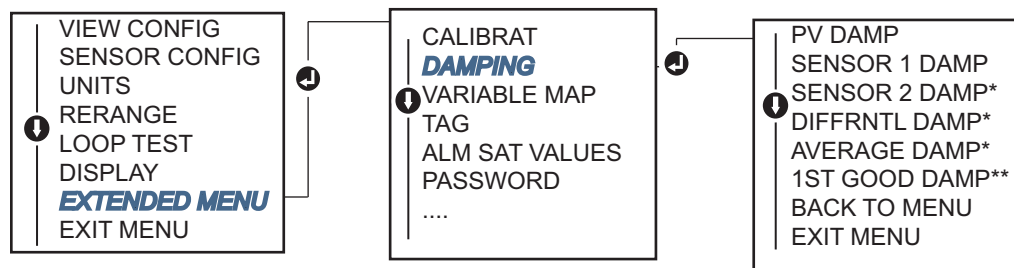 VIEW CONFIG
SENSOR CONFIG
UNITS
RERANGE
LOOP TEST
DISPLAY
EXTENDED MENU
EXIT MENU
CALIBRAT
DAMPING
VARIABLE MAP
TAG
ALM SAT VALUES
PASSWORD
....
PV DAMP
SENSOR 1 DAMP
SENSOR 2 DAMP*
DIFFRNTL DAMP*
AVERAGE DAMP*
1ST GOOD DAMP**
BACK TO MENU
EXIT MENU